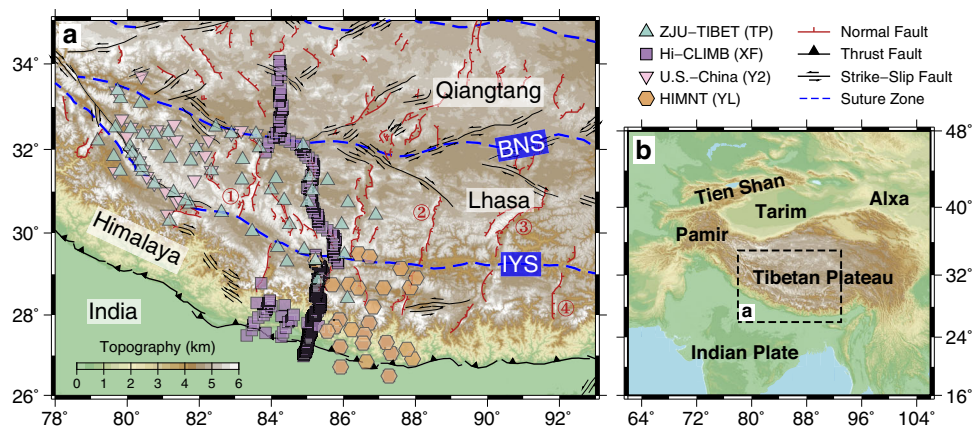 a
34°
32°
30°
28°
26°
78
80
82
84
86
88
90
92
Qiangtang
BNS
Lhasa
IYS
Himalaya
India
①
②
③
④
Topography (km)
0 1 2 3 4 5 6
ZJU−TIBET (TP)
Hi−CLIMB (XF)
U.S.−China (Y2)
HIMNT (YL)
Normal Fault
Thrust Fault
Strike−Slip Fault
Suture Zone
b
Tien Shan
Tarim
Alxa
Pamir
Tibetan Plateau
a
Indian Plate
48°
40°
32°
24°
16°
64
72
80
88
96
104